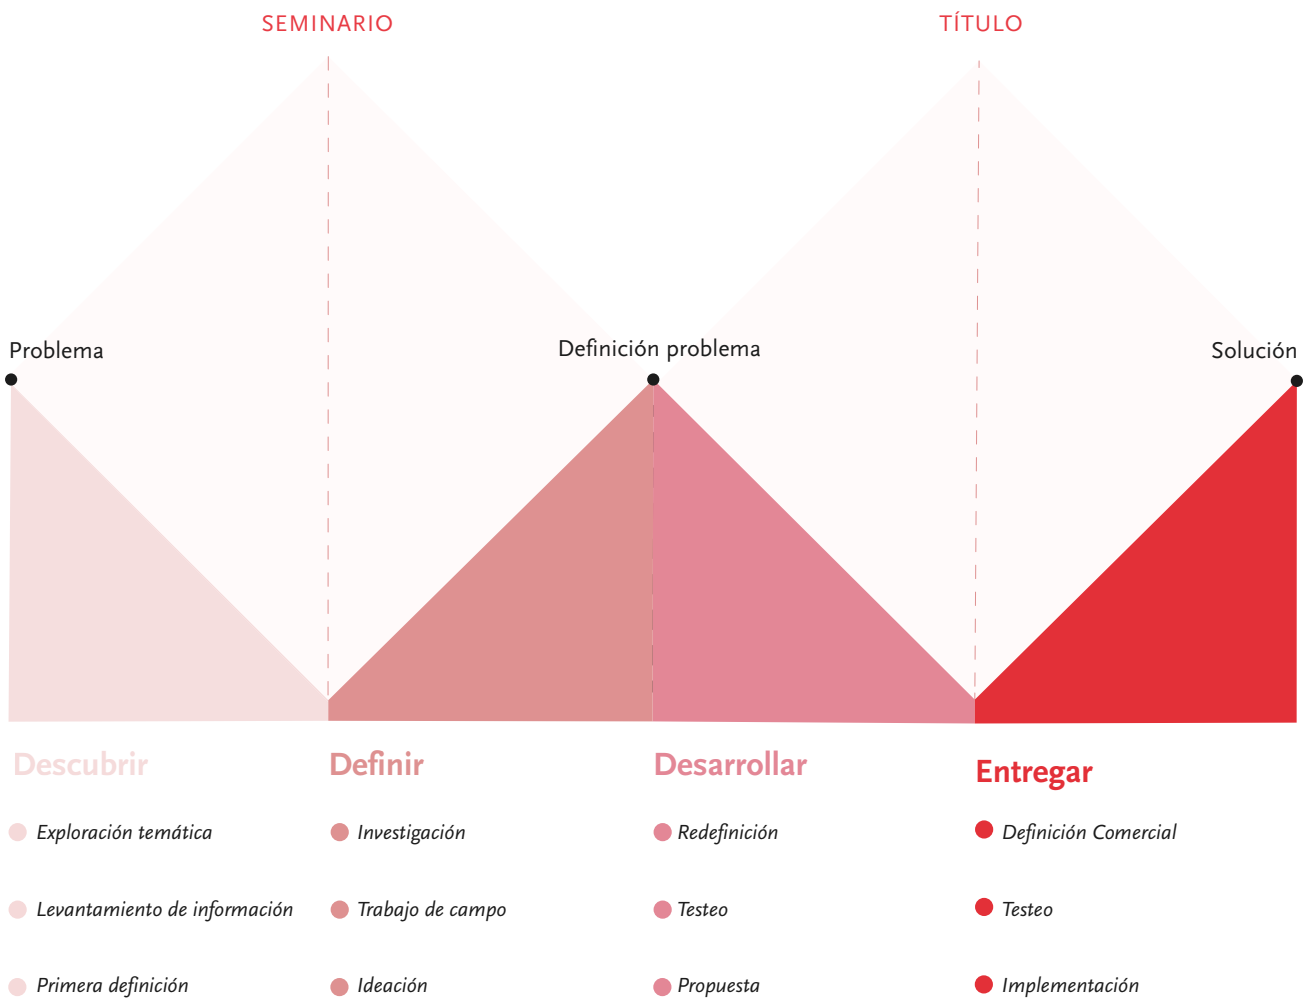 SEMINARIO
TÍTULO
Problema
Definición problema
Solución
Descubrir
Exploración temática
Levantamiento de información
Primera definición
Definir
Investigación
Trabajo de campo
Ideación
Desarrollar
Redefinición
Testeo
Propuesta
Entregar
Definición Comercial
Testeo
Implementación